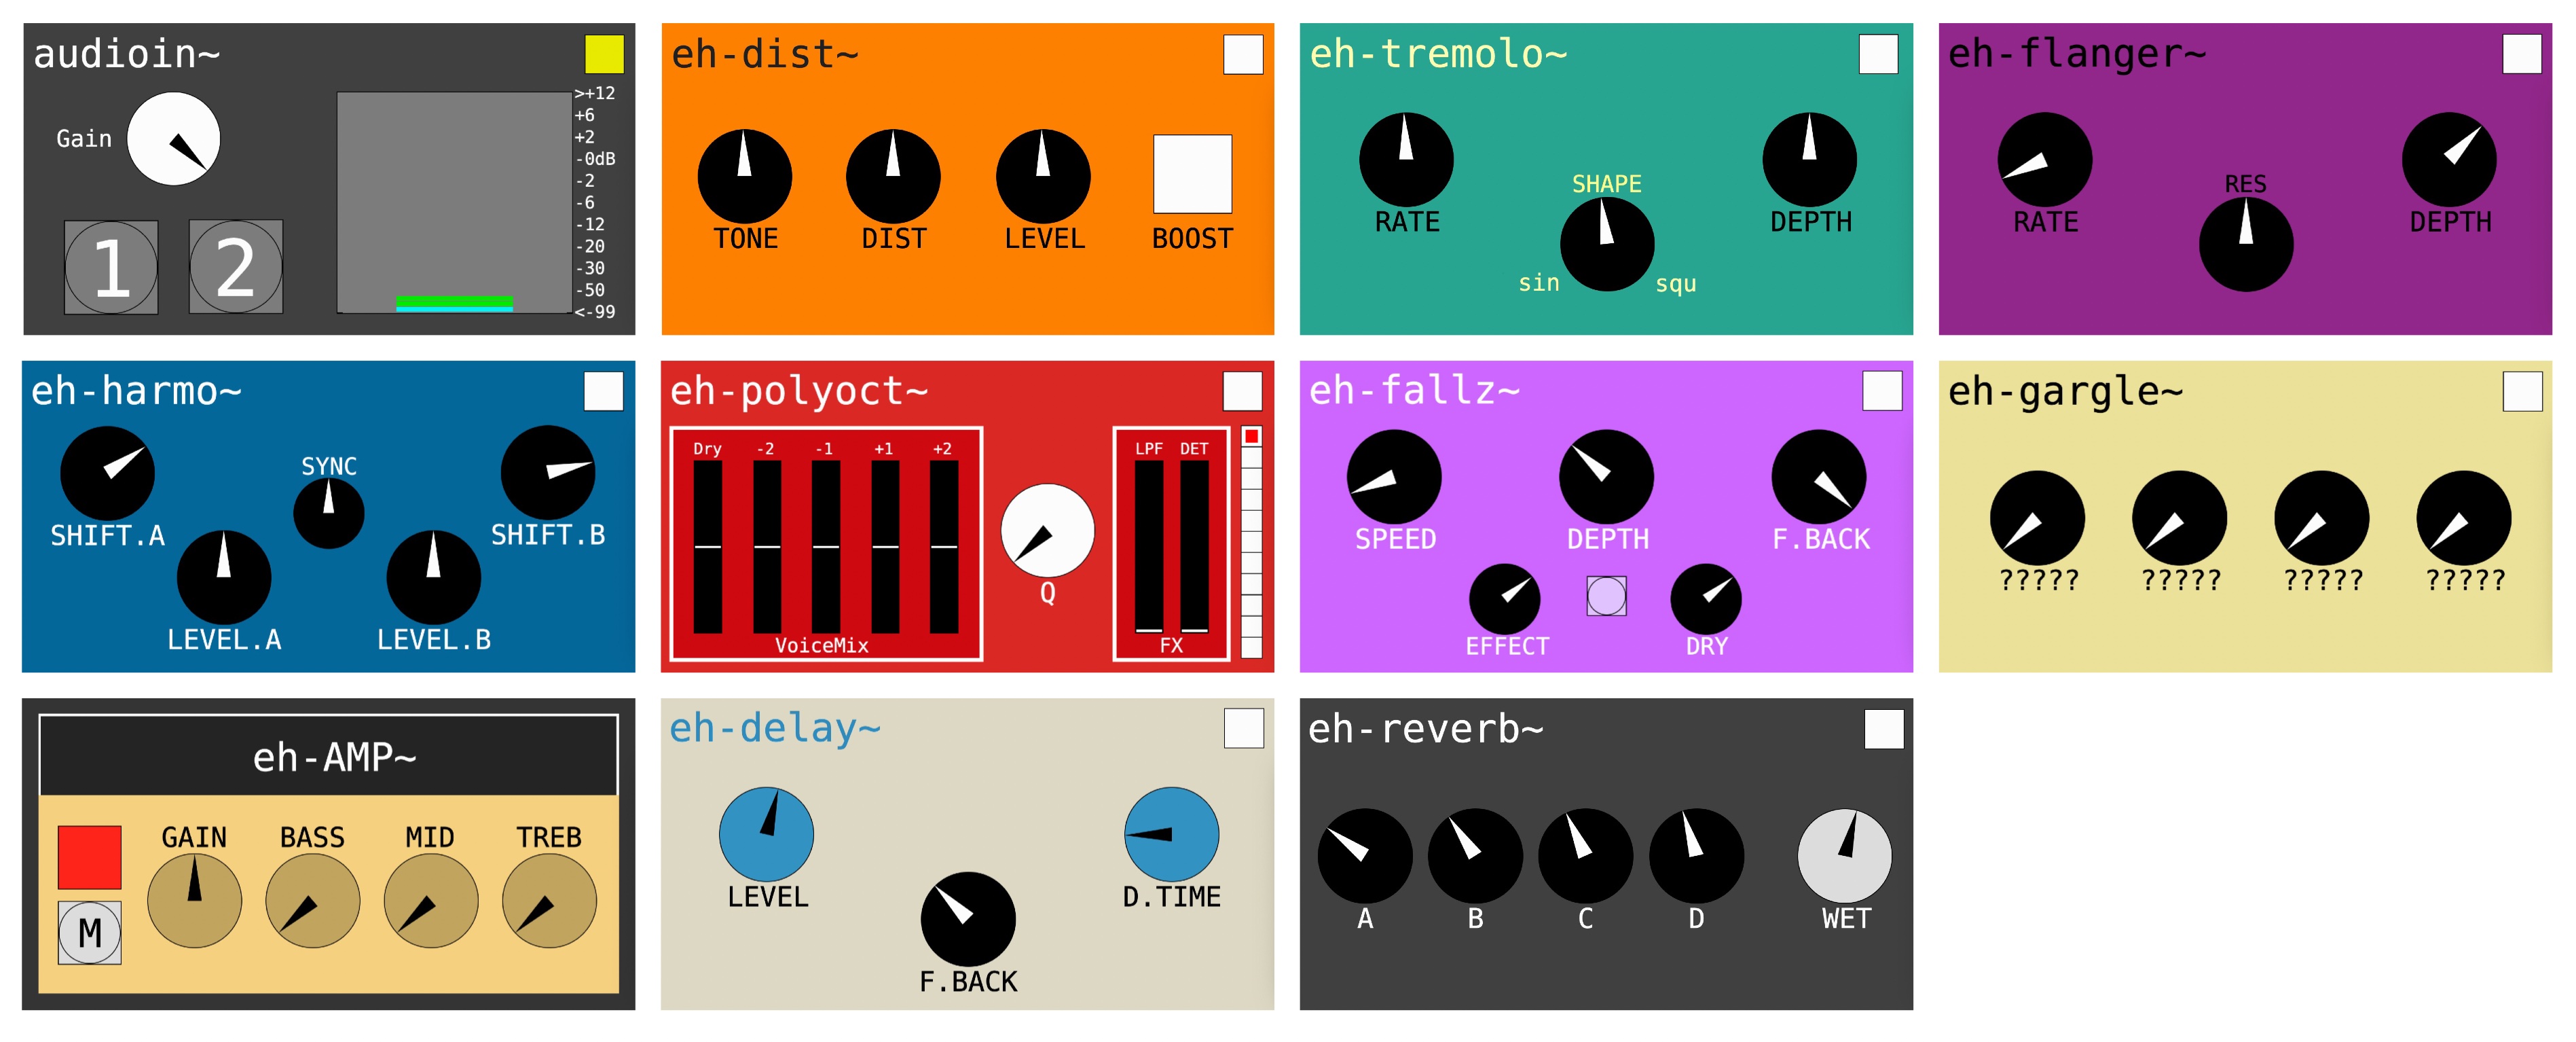 audioin~
Gain
1 2
>+12
+6
+2
-0dB
-2
-6
-12
-20
-30
-50
<-99
eh-dist~
TONE DIST LEVEL BOOST
eh-tremolo~
RATE
SHAPE
sin squ
DEPTH
eh-flanger~
RATE
RES
DEPTH
eh-harmo~
SHIFT.A
SYNC
SHIFT.B
LEVEL.A LEVEL.B
eh-polyoct~
Dry -2 -1 +1 +2
VoiceMix
Q
LPF DET
FX
eh-fallz~
SPEED DEPTH F.BACK
EFFECT DRY
eh-gargle~
????? ????? ????? ?????
eh-AMP~
GAIN BASS MID TREB
M
eh-delay~
LEVEL
D.TIME
F.BACK
eh-reverb~
A B C D WET